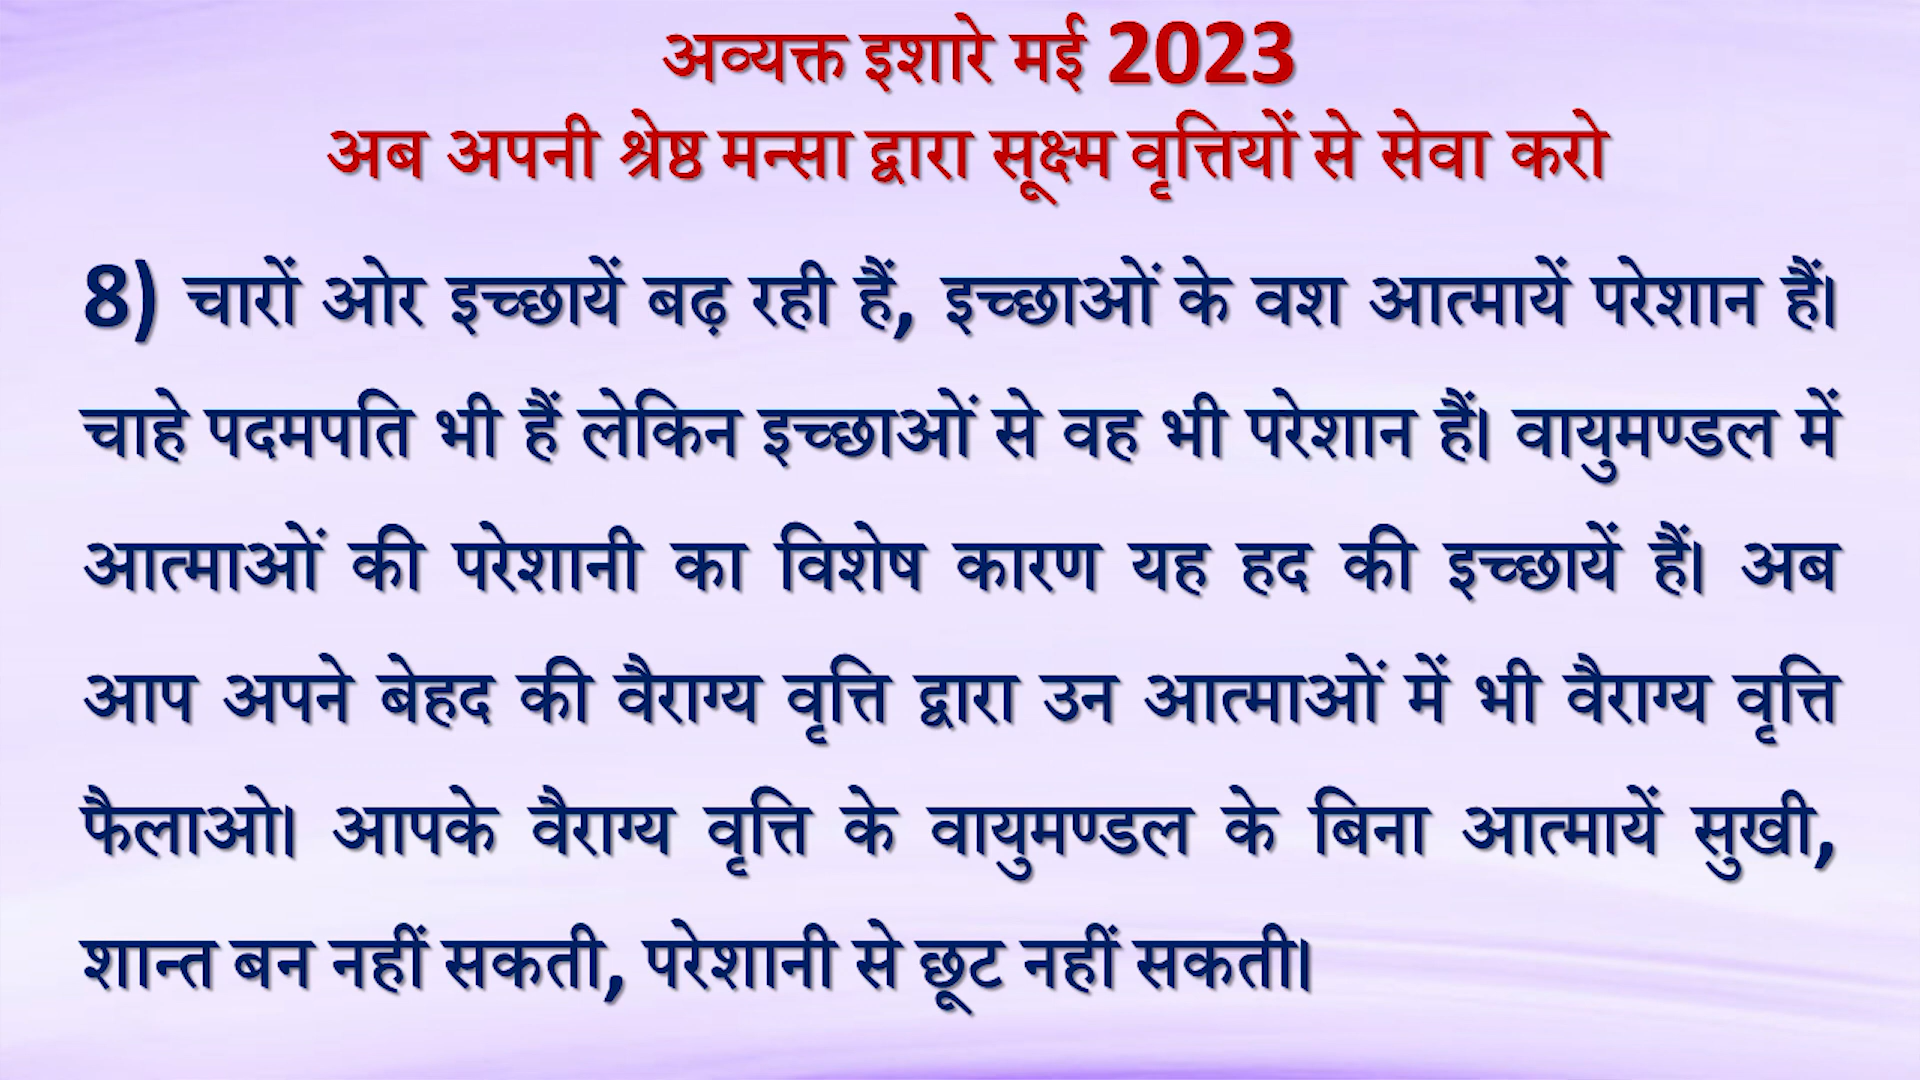 अव्यक्त इशारे मई 2023
अब अपनी श्रेष्ठ मन्सा द्वारा सूक्ष्म वृत्तियों से सेवा करो
8) चारों ओर इच्छायें बढ़ रही हैं, इच्छाओं के वश आत्मायें परेशान हैं।
चाहे पदमपति भी हैं लेकिन इच्छाओं से वह भी परेशान हैं। वायुमण्डल में
आत्माओं की परेशानी का विशेष कारण यह हद की इच्छायें हैं। अब
आप अपने बेहद की वैराग्य वृत्ति द्वारा उन आत्माओं में भी वैराग्य वृत्ति
फैलाओ। आपके वैराग्य वृत्ति के वायुमण्डल के बिना आत्मायें सुखी,
शान्त बन नहीं सकती, परेशानी से छूट नहीं सकती।